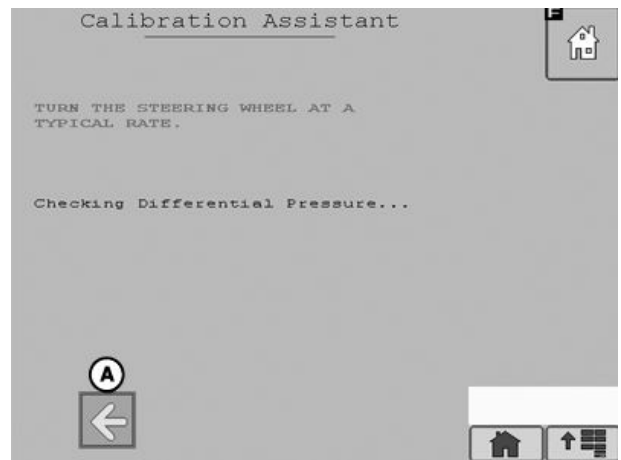 Calibration Assistant
F
TURN THE STEERING WHEEL AT A
TYPICAL RATE.
Checking Differential Pressure...
A